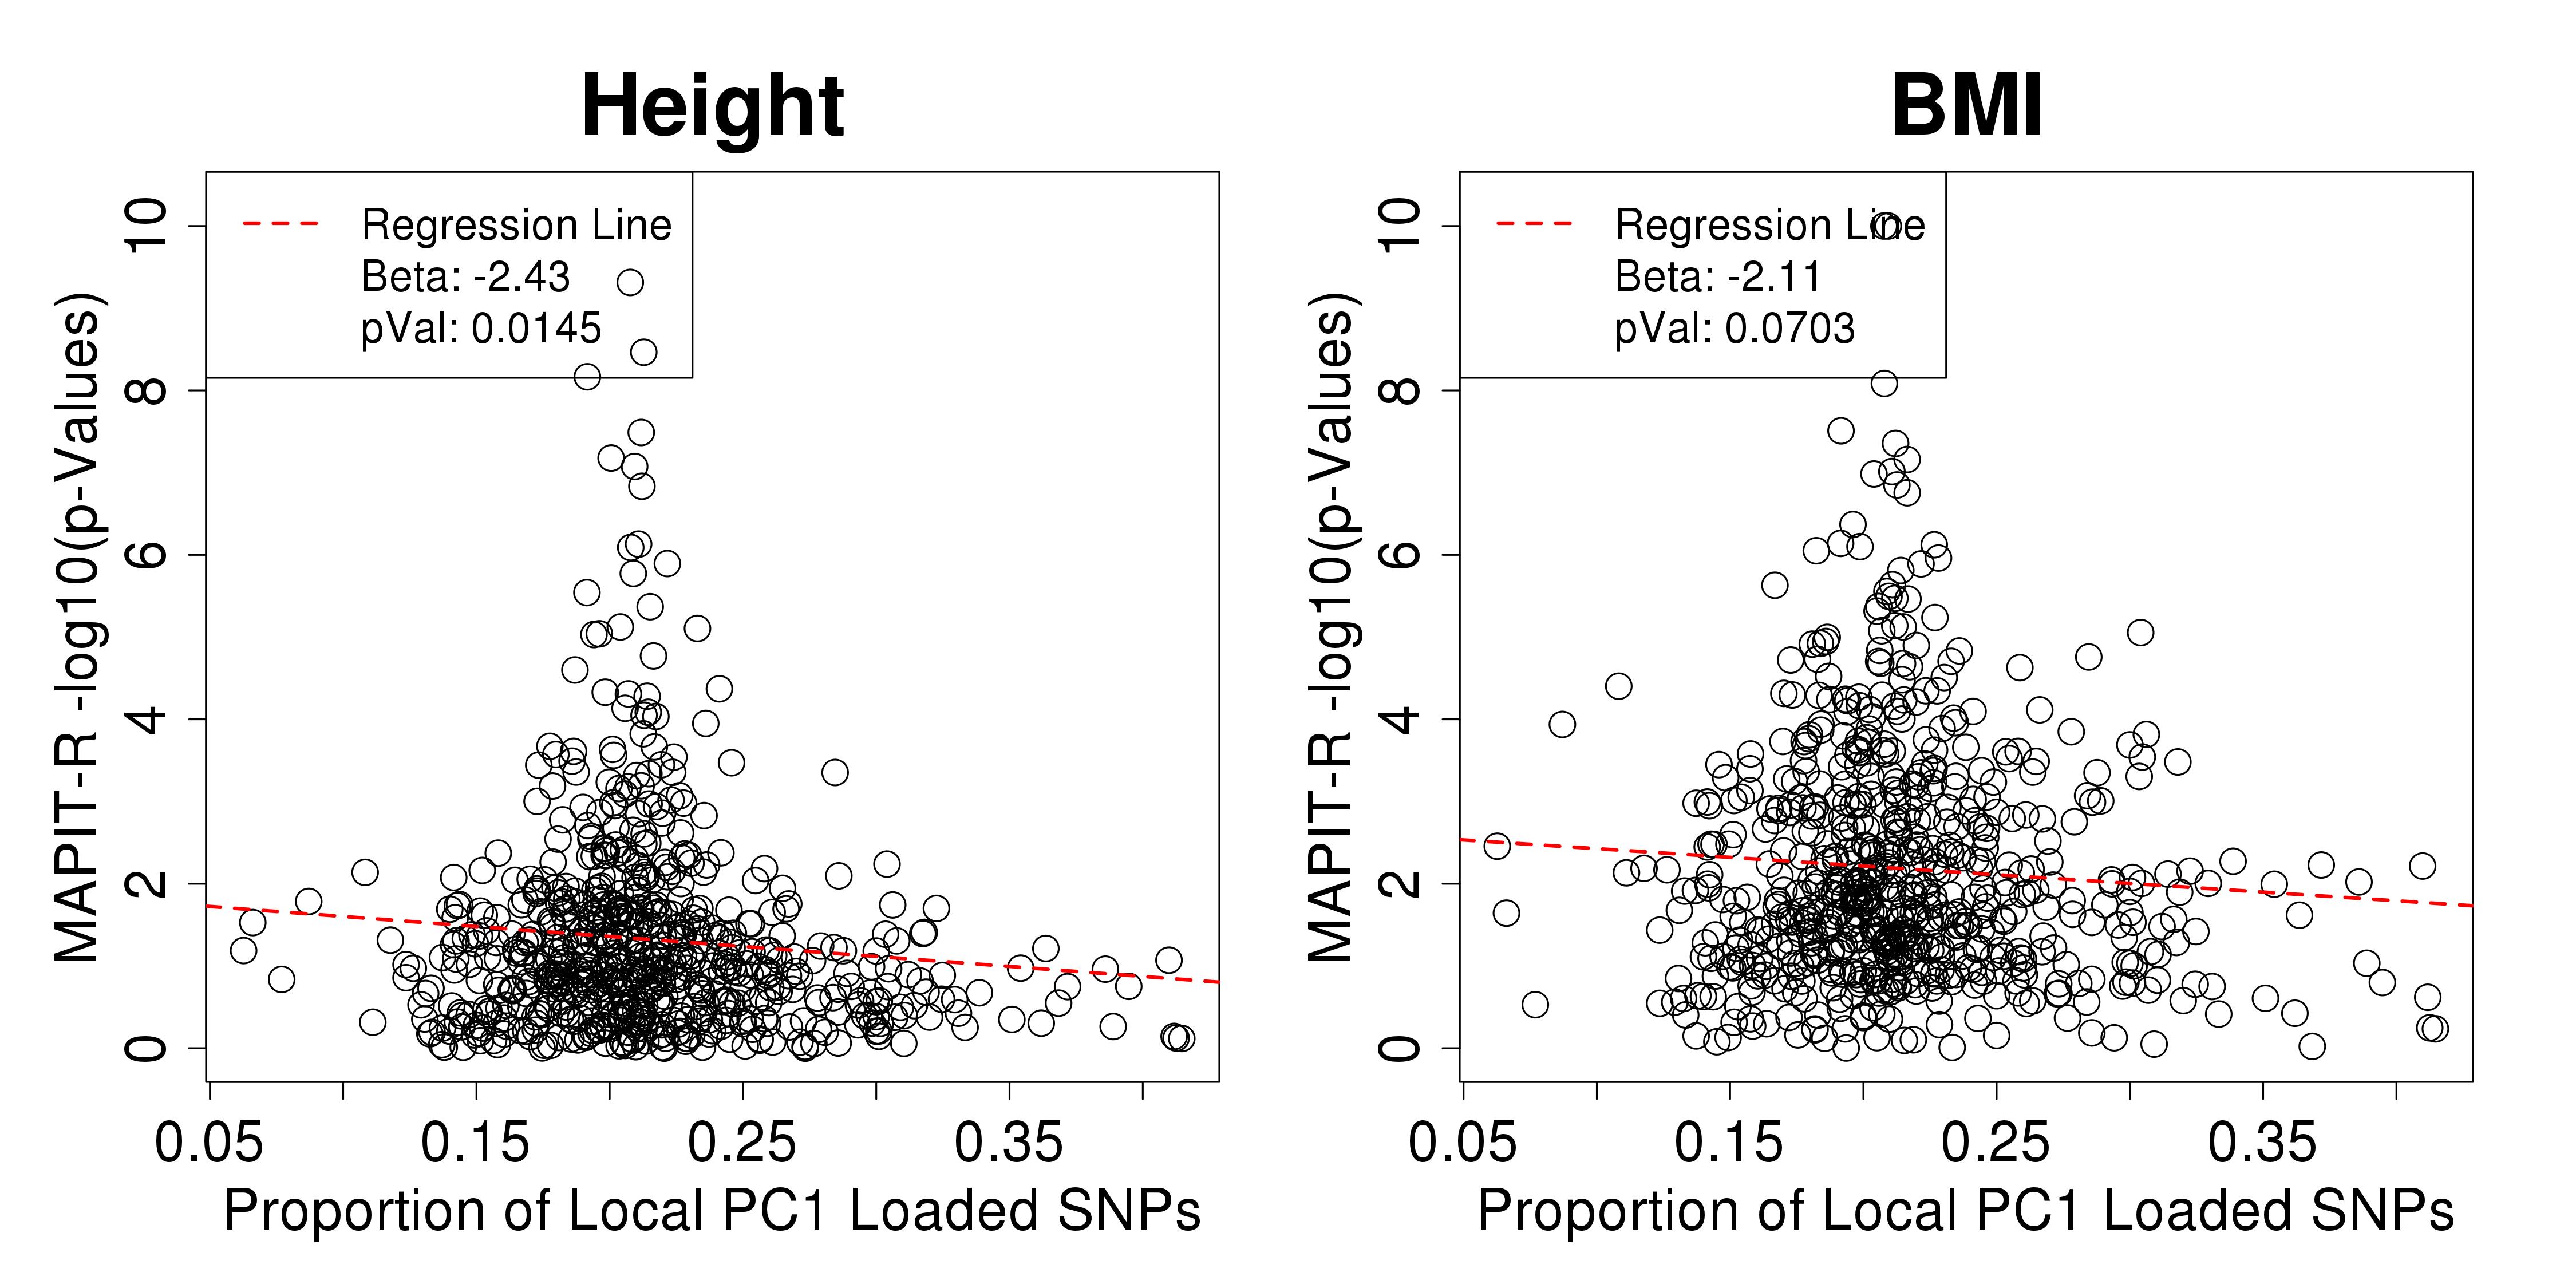 Height
Regression Line
Beta: -2.43
pVal: 0.0145
MAPIT-R -log10(p-Values)
10
8
6
4
2
0
0.05 0.15 0.25 0.35
Proportion of Local PC1 Loaded SNPs
BMI
Regression Line
Beta: -2.11
pVal: 0.0703
MAPIT-R -log10(p-Values)
10
8
6
4
2
0
0.05 0.15 0.25 0.35
Proportion of Local PC1 Loaded SNPs